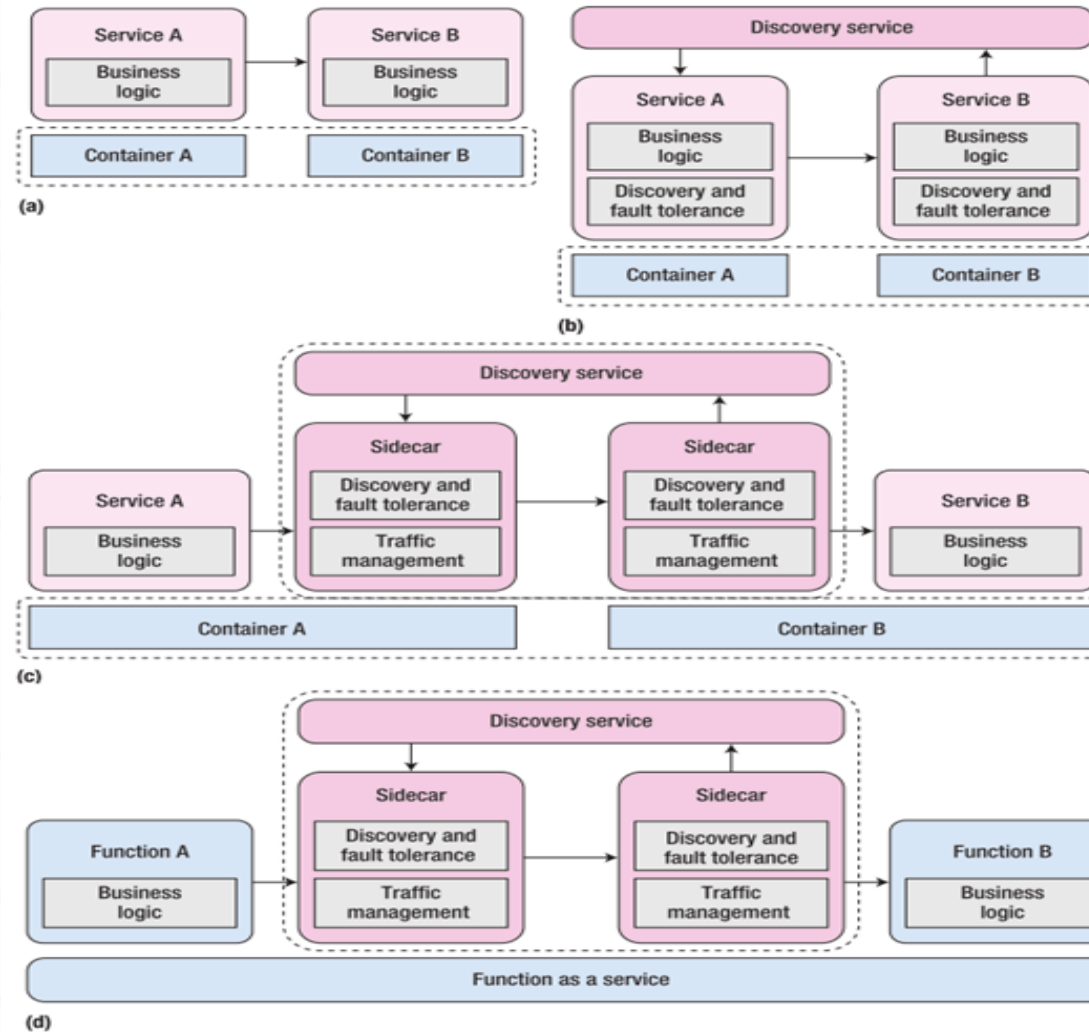 Service A
Business
logic
Service B
Business
logic
Container A
Container B
(a)
Discovery service
Service A
Business
logic
Discovery and
fault tolerance
Service B
Business
logic
Discovery and
fault tolerance
Container A
Container B
(b)
Discovery service
Service A
Business
logic
Sidecar
Discovery and
fault tolerance
Traffic
management
Sidecar
Discovery and
fault tolerance
Traffic
management
Service B
Business
logic
Container A
Container B
(c)
Discovery service
Function A
Business
logic
Sidecar
Discovery and
fault tolerance
Traffic
management
Sidecar
Discovery and
fault tolerance
Traffic
management
Function B
Business
logic
Function as a service
(d)